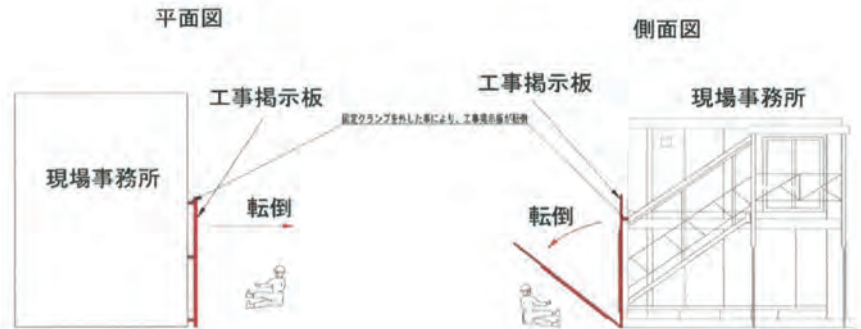 平面図
側面図
工事掲示板
工事掲示板
現場事務所
固定クランプを外した事により、工事掲示板が転倒
現場事務所
転倒
転倒